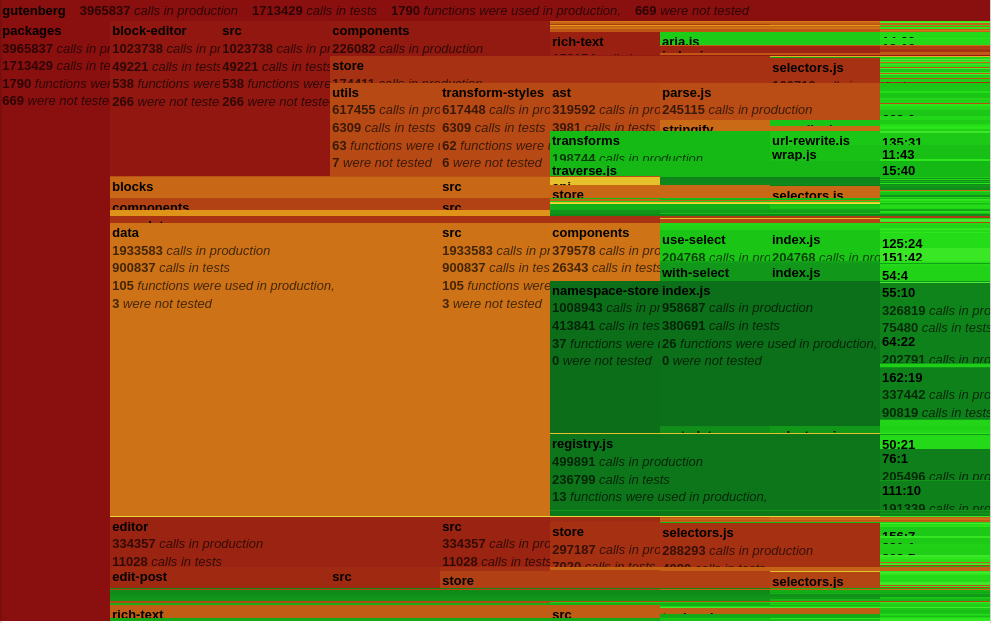 gutenberg 3965837 calls in production 1713429 calls in tests 1790 functions were used in production, 669 were not tested
packages
3965837 calls in pr
1713429 calls in te
1790 functions wer
669 were not teste
block-editor
1023738 calls in pr
49221 calls in tests
538 functions were
266 were not teste
src
1023738 calls in pr
49221 calls in tests
538 functions were
266 were not teste
components
226082 calls in production
store
174411 calls in production
utils
617455 calls in pro
6309 calls in tests
63 functions were u
7 were not tested
transform-styles
617448 calls in pro
6309 calls in tests
62 functions were
6 were not tested
rich-text
aria.js
selectors.js
ast
319592 calls in pro
3981 calls in tests
parse.js
245115 calls in production
stringify
transforms
198744 calls in production
url-rewrite.js
wrap.js
traverse.js
135:31
11:43
15:40
blocks
src
api
store
selectors.js
components
src
data
1933583 calls in production
900837 calls in tests
105 functions were used in production,
3 were not tested
src
1933583 calls in pr
900837 calls in tes
105 functions were
3 were not tested
components
379578 calls in pro
26343 calls in tests
use-select
204768 calls in pro
index.js
204768 calls in pro
with-select
index.js
125:24
151:42
54:4
namespace-store
1008943 calls in p
413841 calls in tes
37 functions were u
0 were not tested
index.js
958687 calls in production
380691 calls in tests
26 functions were used in production,
0 were not tested
55:10
326819 calls in pro
75480 calls in tests
64:22
202791 calls in pro
162:19
337442 calls in pro
90819 calls in tests
registry.js
499891 calls in production
236799 calls in tests
13 functions were used in production,
50:21
76:1
205496 calls in pro
111:10
191339 calls in pro
editor
334357 calls in production
11028 calls in tests
src
334357 calls in pro
11028 calls in tests
store
297187 calls in pro
7020 calls in tests
selectors.js
288293 calls in production
156:7
edit-post
src
store
selectors.js
rich-text
src